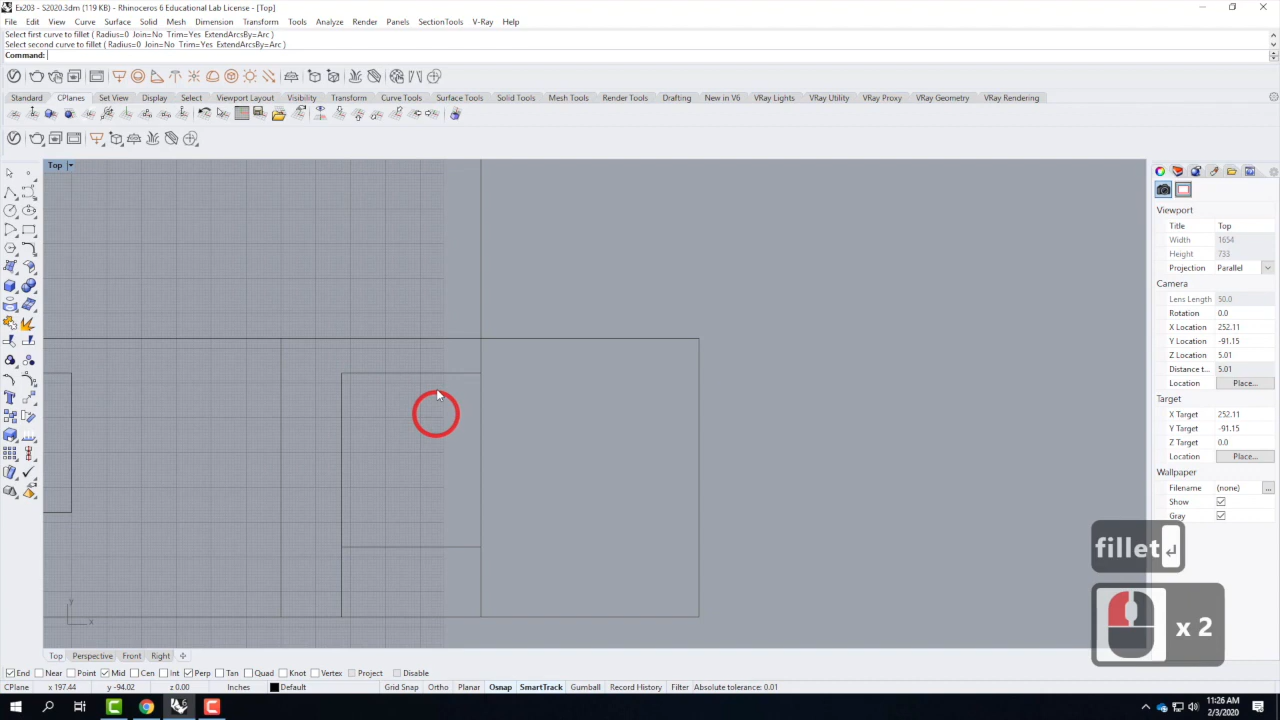 Ex203 - S2020.3dm (119 KB) - Rhinoceros 6 Educational Lab License - [Top]
File Edit View Curve Surface Solid Mesh Dimension Transform Tools Analyze Render Panels SectionTools V-Ray Help
Select first curve to fillet ( Radius=0 Join=No Trim=Yes ExtendArcsBy=Arc )
Select second curve to fillet ( Radius=0 Join=No Trim=Yes ExtendArcsBy=Arc )
Command:
Standard CPlanes Set View Display Select Viewport Layout Visibility Transform Curve Tools Surface Tools Solid Tools Mesh Tools Render Tools Drafting New in V6 VRay Lights VRay Utility VRay Proxy VRay Geometry VRay Rendering
Top
Viewport
Title Top
Width 1654
Height 733
Projection Parallel
Camera
Lens Length 50.0
Rotation 0.0
X Location 252.11
Y Location -91.15
Z Location 5.01
Distance t... 5.01
Location Place...
Target
X Target 252.11
Y Target -91.15
Z Target 0.0
Location Place...
Wallpaper
Filename (none) ...
Show
Gray
fillet
x 2
y
x
Top Perspective Front Right
End Near Point Mid Cen Int Perp Tan Quad Knot Vertex Project Disable
CPlane x 197.44 y -94.02 z 0.00 Inches Default Grid Snap Ortho Planar Osnap SmartTrack Gumball Record History Filter Absolute tolerance: 0.01
11:26 AM
2/3/2020